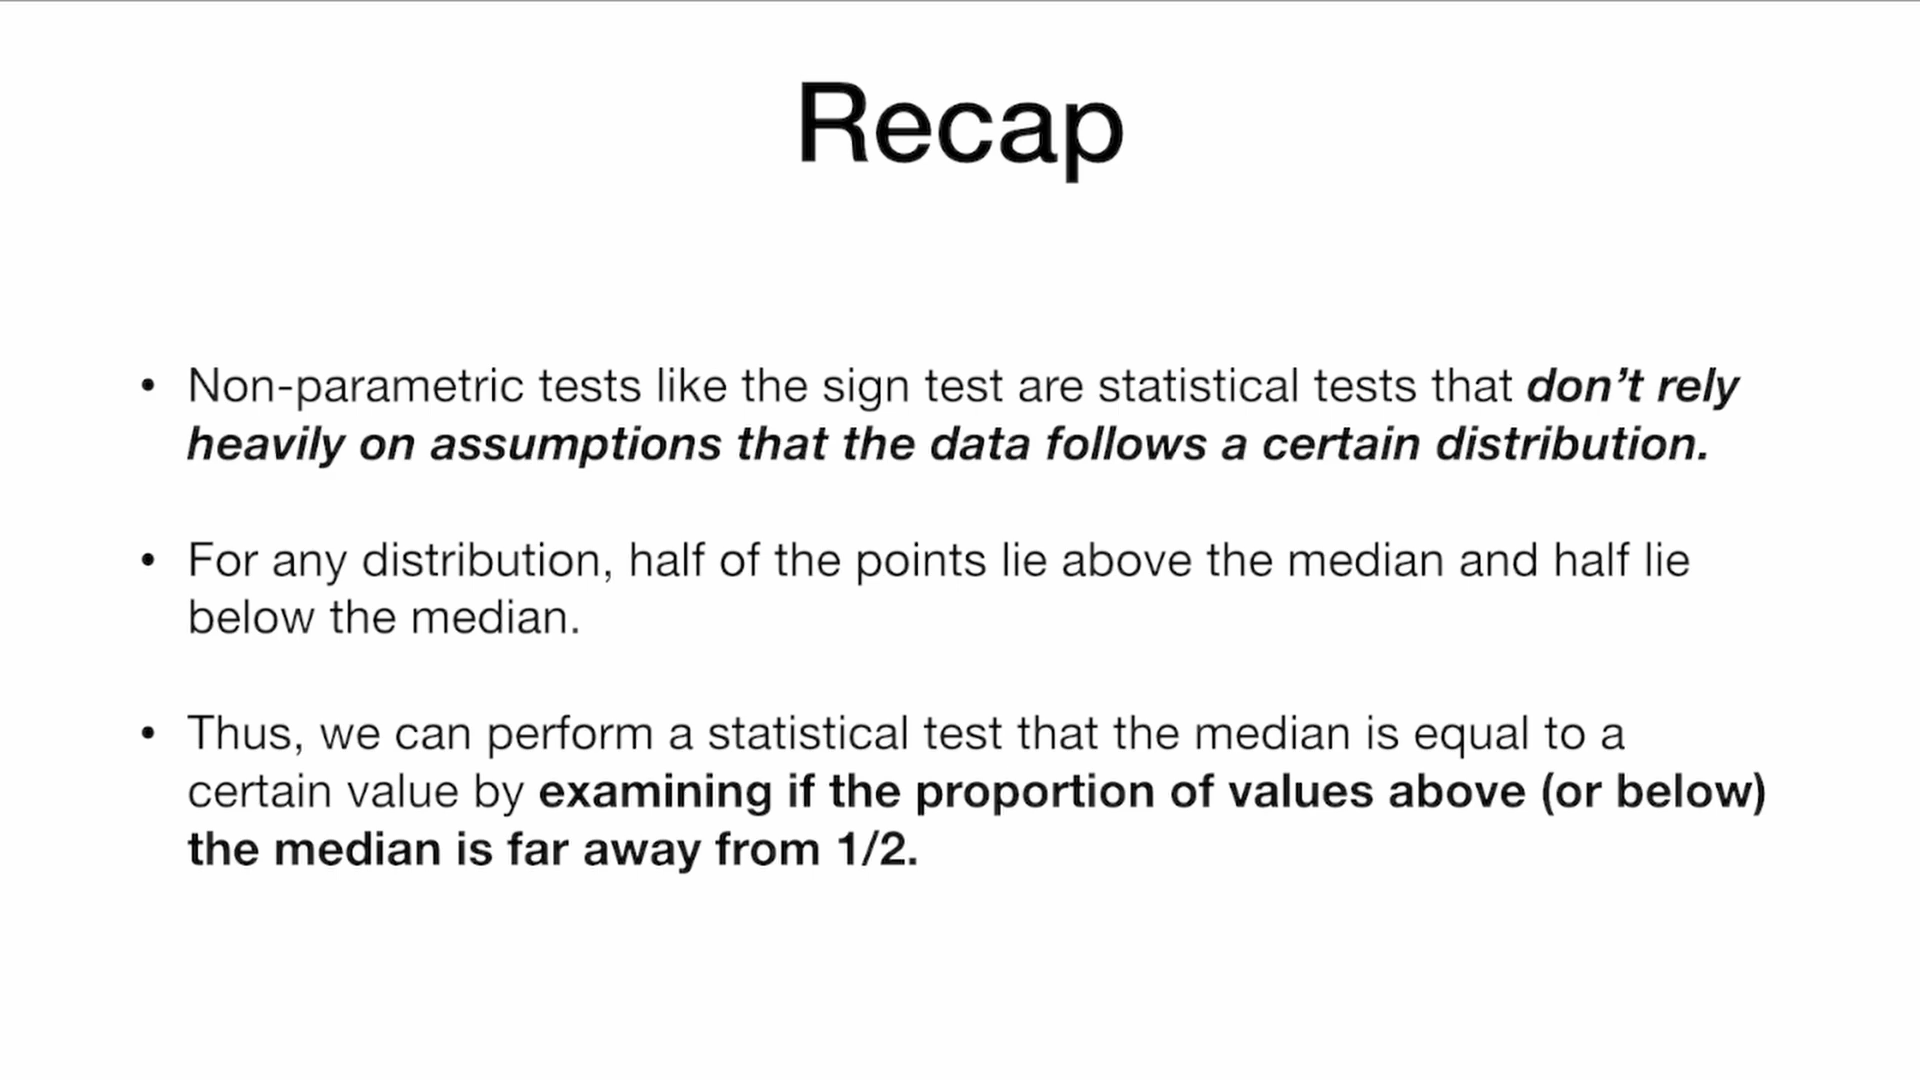 Recap
• Non-parametric tests like the sign test are statistical tests that don’t rely
heavily on assumptions that the data follows a certain distribution.
• For any distribution, half of the points lie above the median and half lie
below the median.
• Thus, we can perform a statistical test that the median is equal to a
certain value by examining if the proportion of values above (or below)
the median is far away from 1/2.